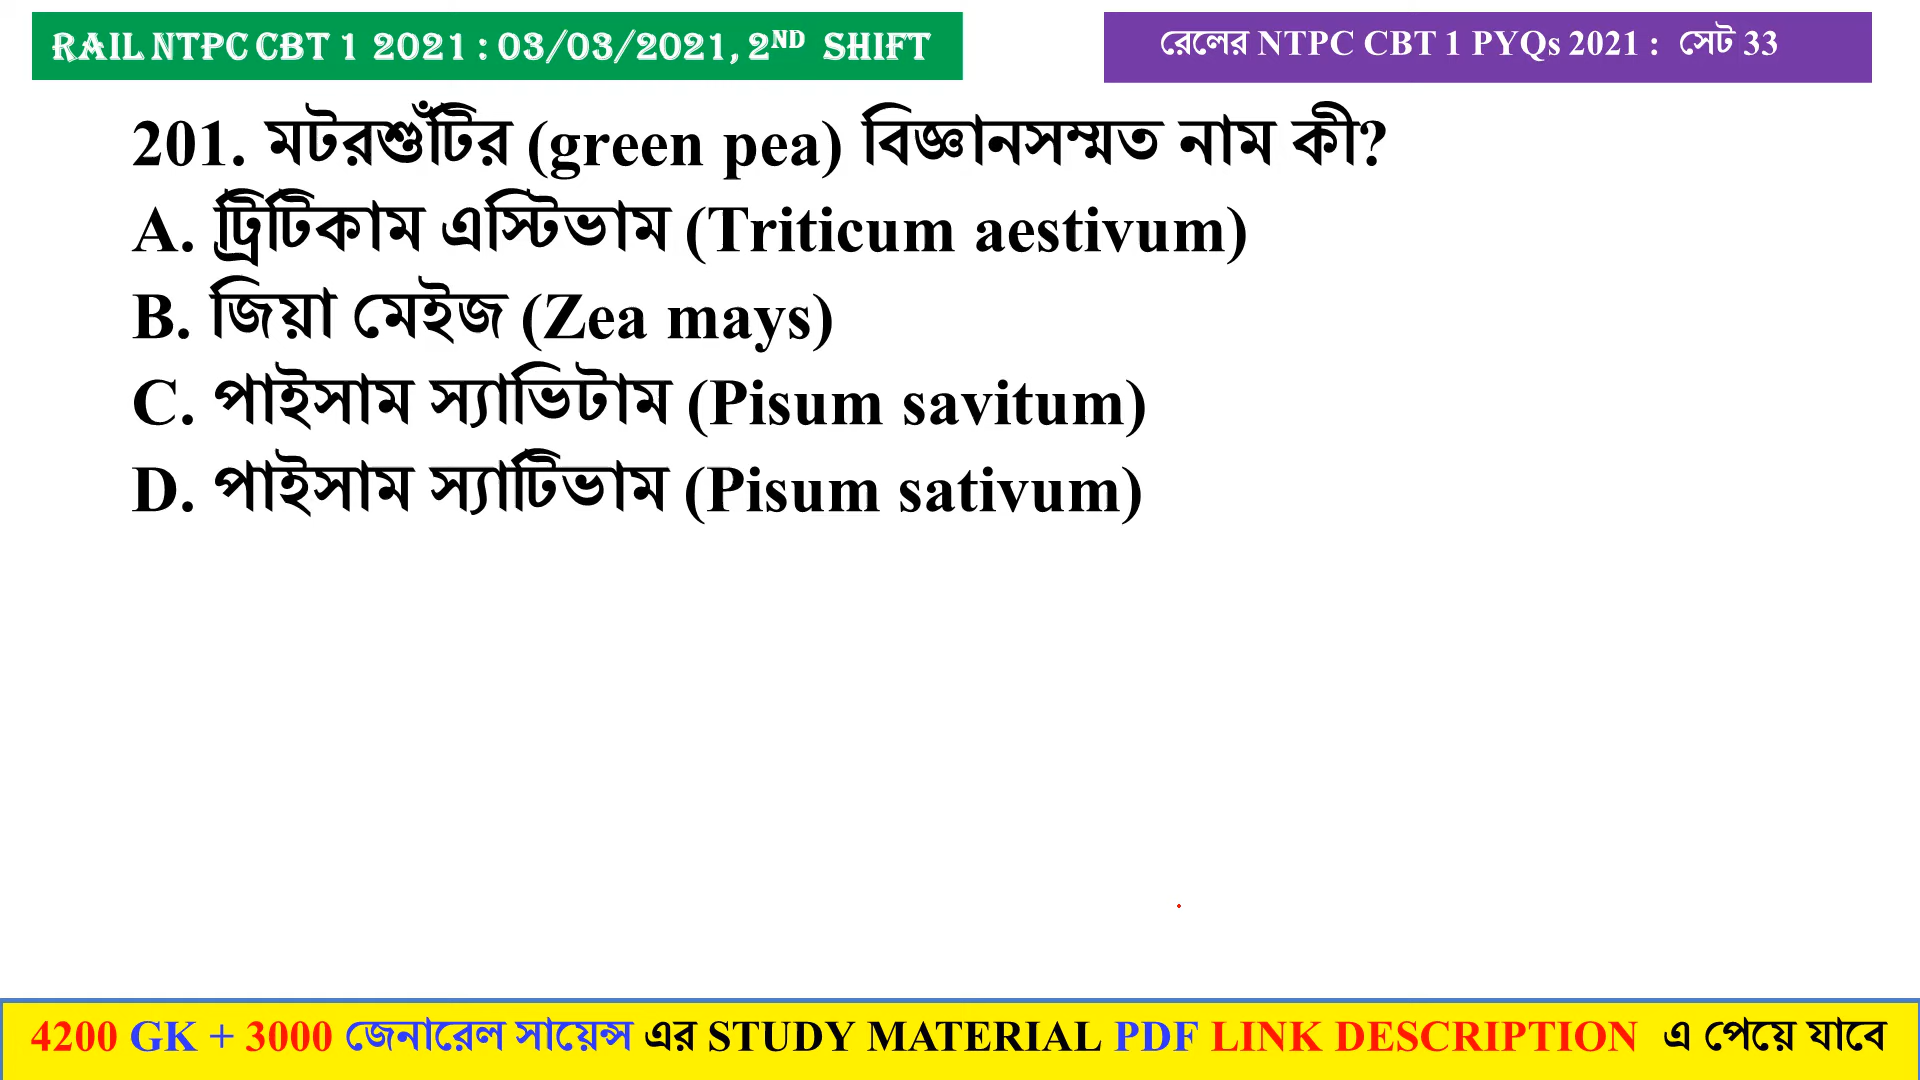 RAIL NTPC CBT 1 2021 : 03/03/2021, 2ND SHIFT
রেলের NTPC CBT 1 PYQs 2021 : সেট 33
201. মটরশুঁটির (green pea) বিজ্ঞানসম্মত নাম কী?
A. ট্রিটিকাম এস্টিভাম (Triticum aestivum)
B. জিয়া মেইজ (Zea mays)
C. পাইসাম স্যাভিটাম (Pisum savitum)
D. পাইসাম স্যাটিভাম (Pisum sativum)
4200 GK + 3000 জেনারেল সায়েন্স এর STUDY MATERIAL PDF LINK DESCRIPTION এ পেয়ে যাবে